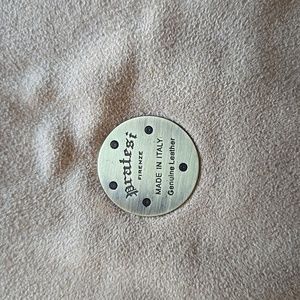 Pratesi
FIRENZE
MADE IN ITALY
Genuine Leather